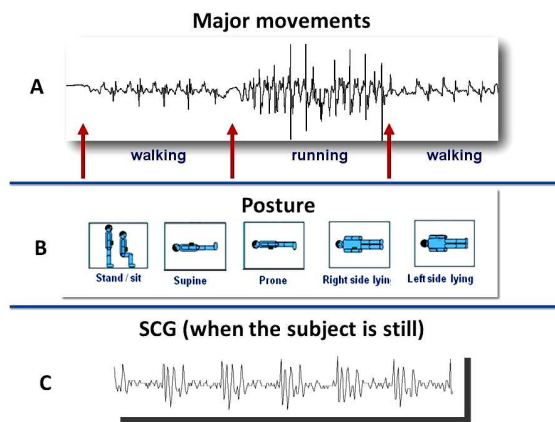 Major movements
A
walking running walking
Posture
B
Stand / sit Supine Prone Right side lyin Left side lying
SCG (when the subject is still)
C